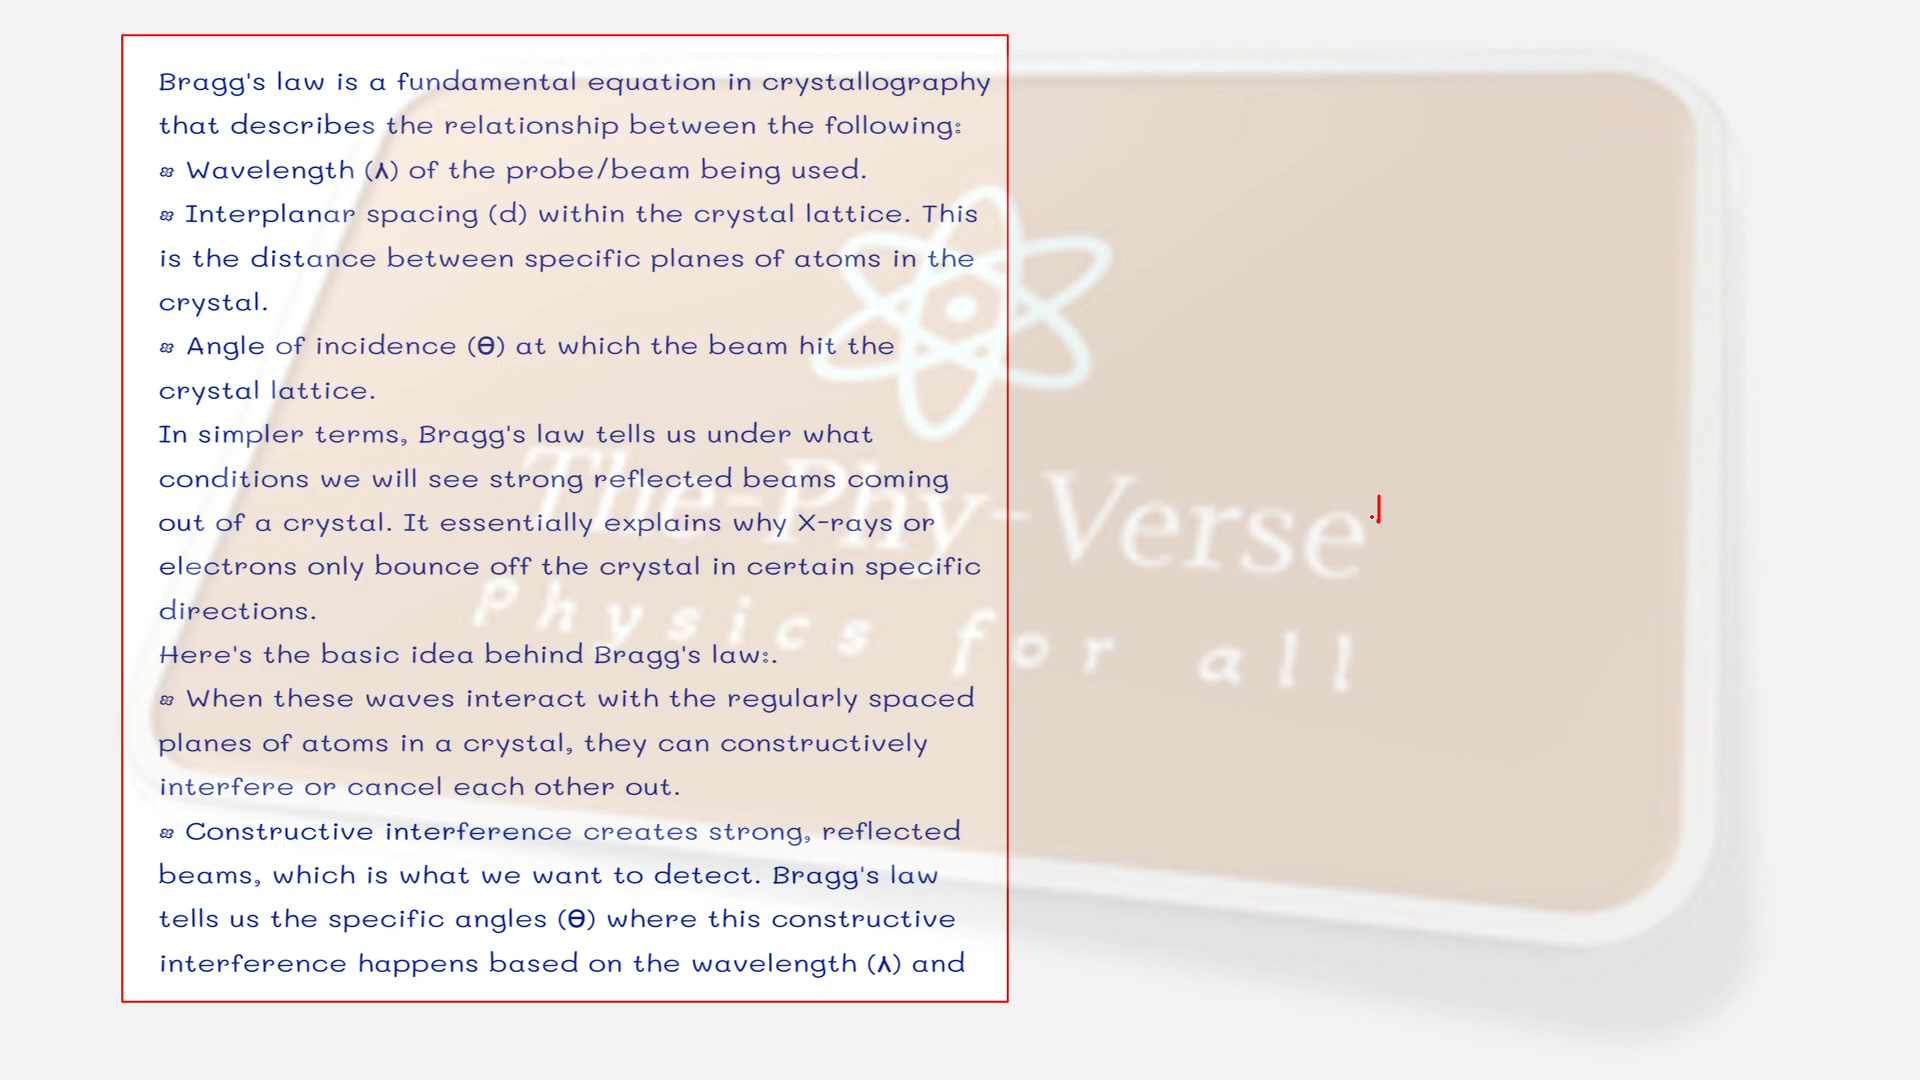 Bragg's law is a fundamental equation in crystallography
that describes the relationship between the following:
Wavelength (λ) of the probe/beam being used.
Interplanar spacing (d) within the crystal lattice. This
is the distance between specific planes of atoms in the
crystal.
Angle of incidence (θ) at which the beam hit the
crystal lattice.
In simpler terms, Bragg's law tells us under what
conditions we will see strong reflected beams coming
out of a crystal. It essentially explains why X-rays or
electrons only bounce off the crystal in certain specific
directions.
Here's the basic idea behind Bragg's law:.
When these waves interact with the regularly spaced
planes of atoms in a crystal, they can constructively
interfere or cancel each other out.
Constructive interference creates strong, reflected
beams, which is what we want to detect. Bragg's law
tells us the specific angles (θ) where this constructive
interference happens based on the wavelength (λ) and
The-Phy-Verse
Physics for all